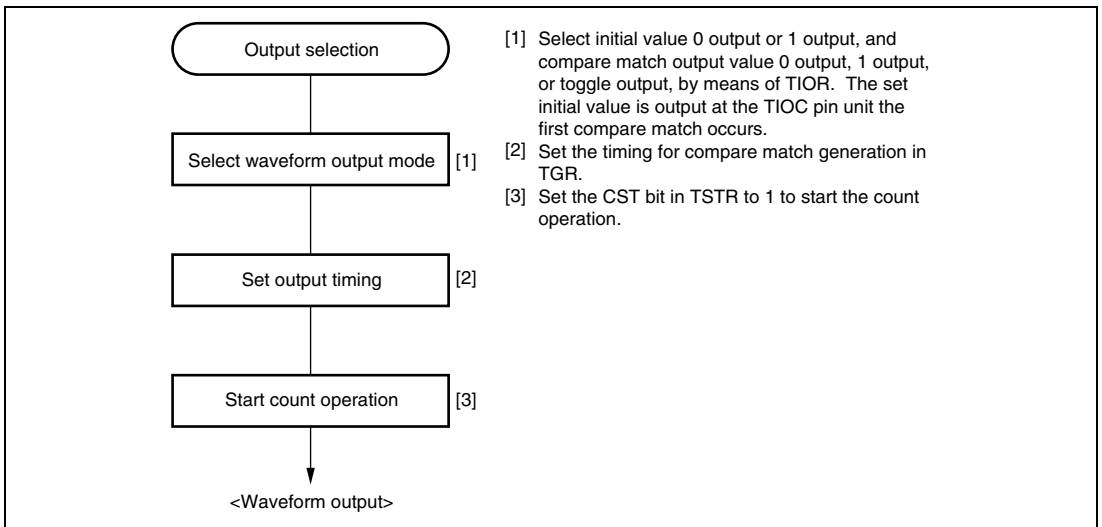 Output selection
Select waveform output mode [1]
Set output timing [2]
Start count operation [3]
<Waveform output>
[1] Select initial value 0 output or 1 output, and
compare match output value 0 output, 1 output,
or toggle output, by means of TIOR. The set
initial value is output at the TIOC pin unit the
first compare match occurs.
[2] Set the timing for compare match generation in
TGR.
[3] Set the CST bit in TSTR to 1 to start the count
operation.